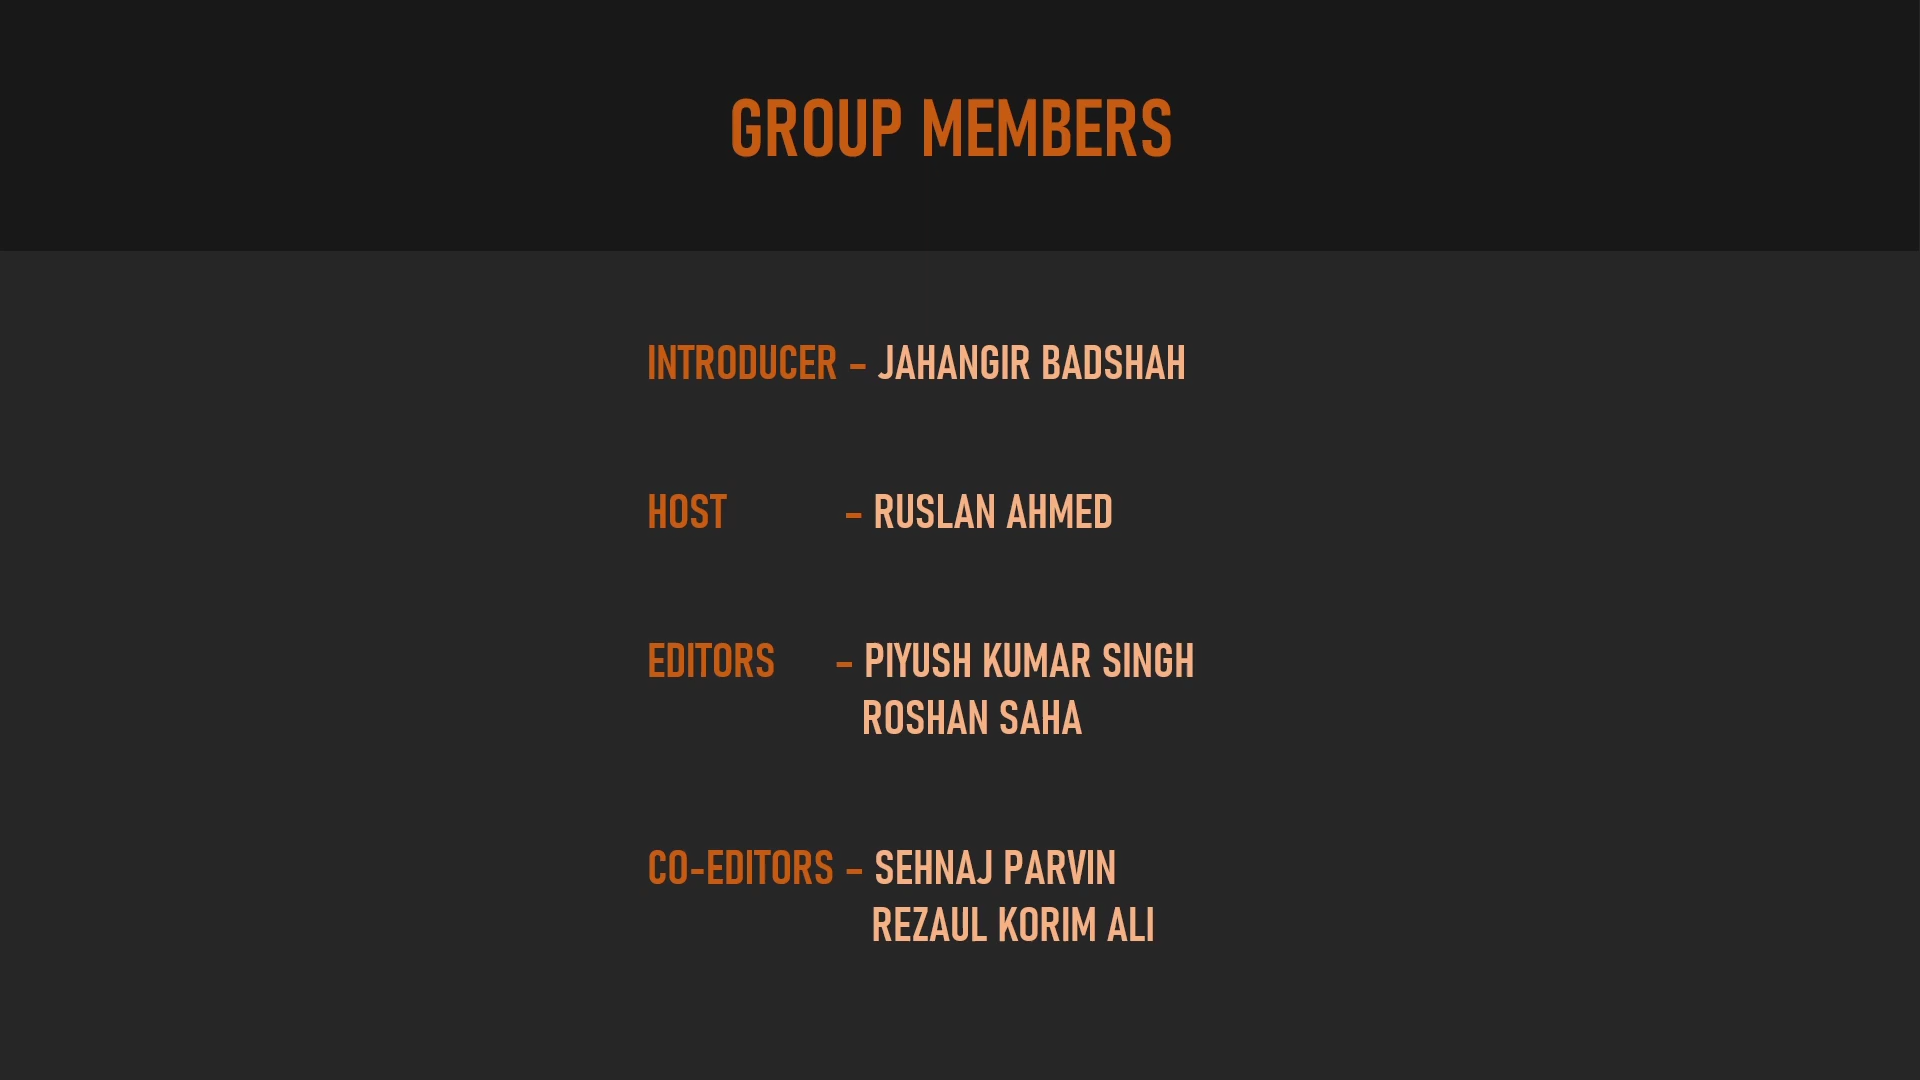 GROUP MEMBERS
INTRODUCER - JAHANGIR BADSHAH
HOST - RUSLAN AHMED
EDITORS - PIYUSH KUMAR SINGH
ROSHAN SAHA
CO-EDITORS - SEHNAJ PARVIN
REZAUL KORIM ALI